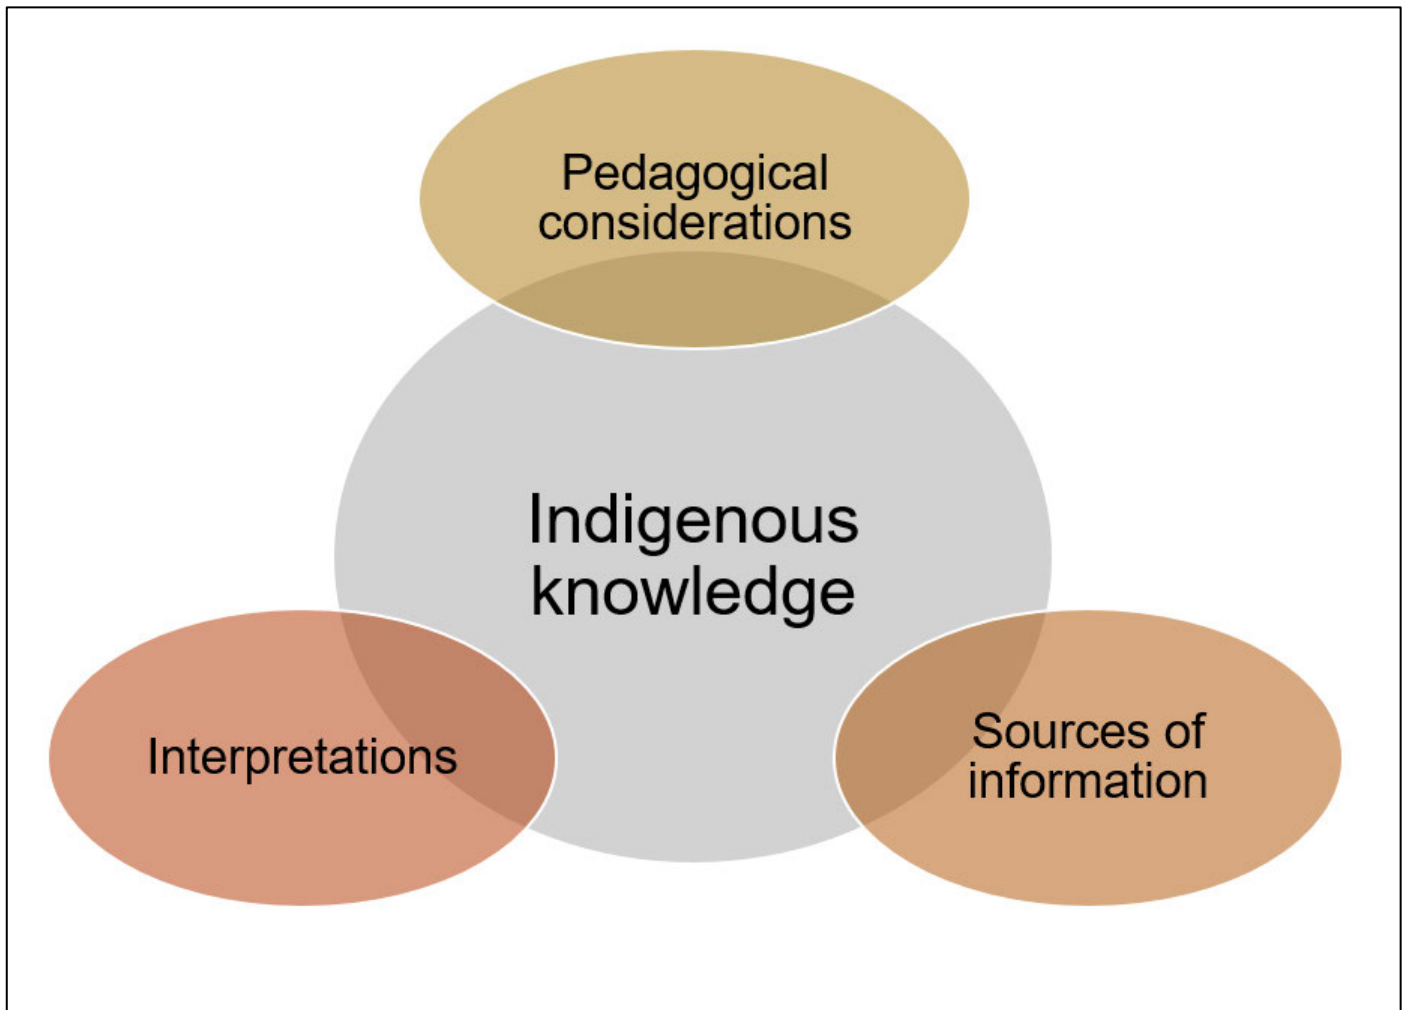 Pedagogical
considerations
Indigenous
knowledge
Interpretations
Sources of
information